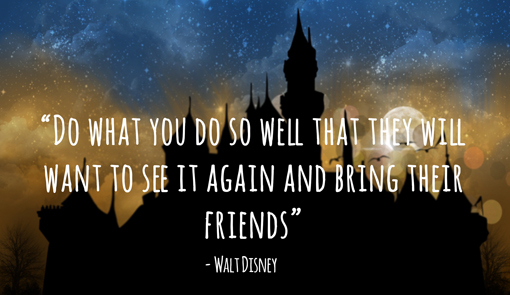 “Do what you do so well that they will
want to see it again and bring their
friends”
- Walt Disney